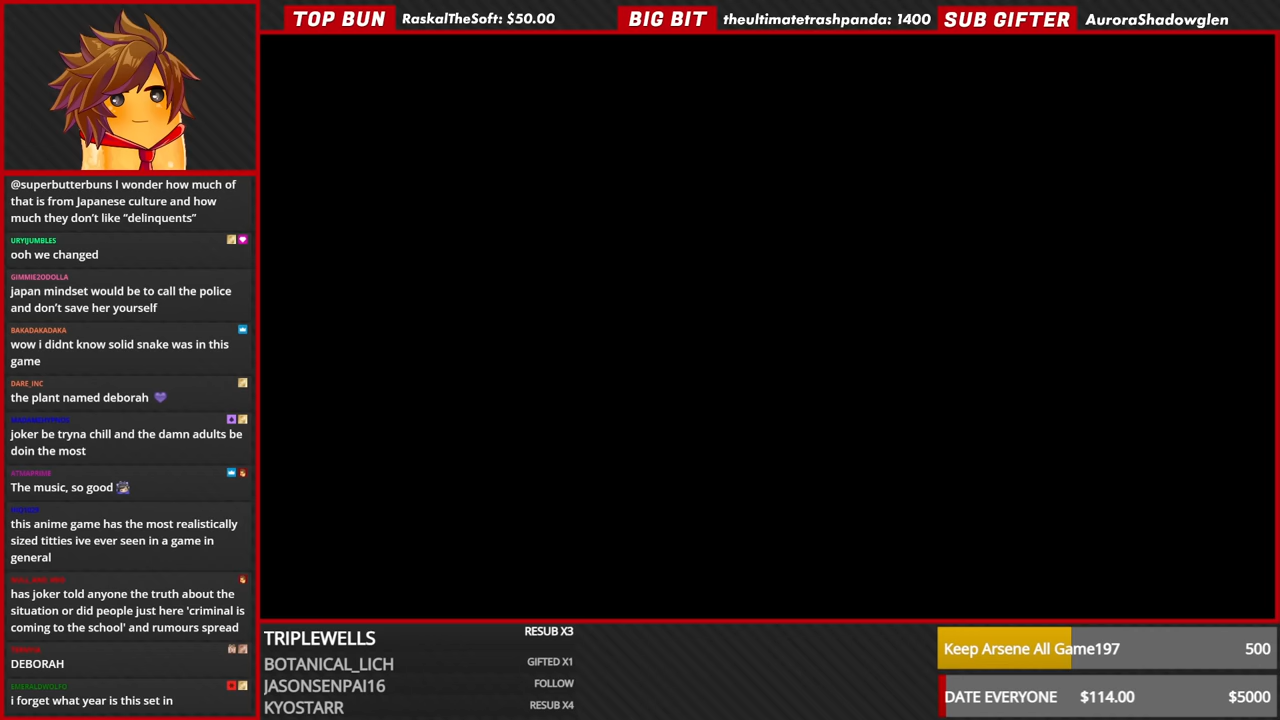 TOP BUN RaskalTheSoft: $50.00 BIG BIT theultimatetrashpanda: 1400 SUB GIFTER AuroraShadowglen
@superbutterbuns I wonder how much of
that is from Japanese culture and how
much they don't like "delinquents"
URYIJUMBLES
ooh we changed
GIMMIE20DOLLA
japan mindset would be to call the police
and don't save her yourself
BAKADAKADAKA
wow i didnt know solid snake was in this
game
DARE_INC
the plant named deborah
joker be tryna chill and the damn adults be
doin the most
The music, so good
this anime game has the most realistically
sized titties ive ever seen in a game in
general
has joker told anyone the truth about the
situation or did people just here 'criminal is
coming to the school' and rumours spread
DEBORAH
EMERALDWOLFO
i forget what year is this set in
TRIPLEWELLS RESUB X3
BOTANICAL_LICH GIFTED X1
JASONSENPAI16 FOLLOW
KYOSTARR RESUB X4
Keep Arsene All Game197 500
DATE EVERYONE $114.00 $5000